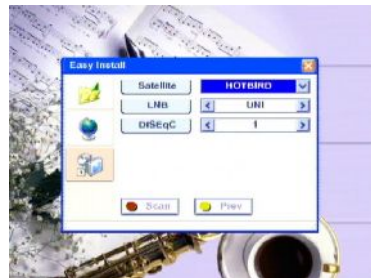 Easy Install
Satellite HOTBIRD
LNB UNI
DiSEqC 1
Scan Prev